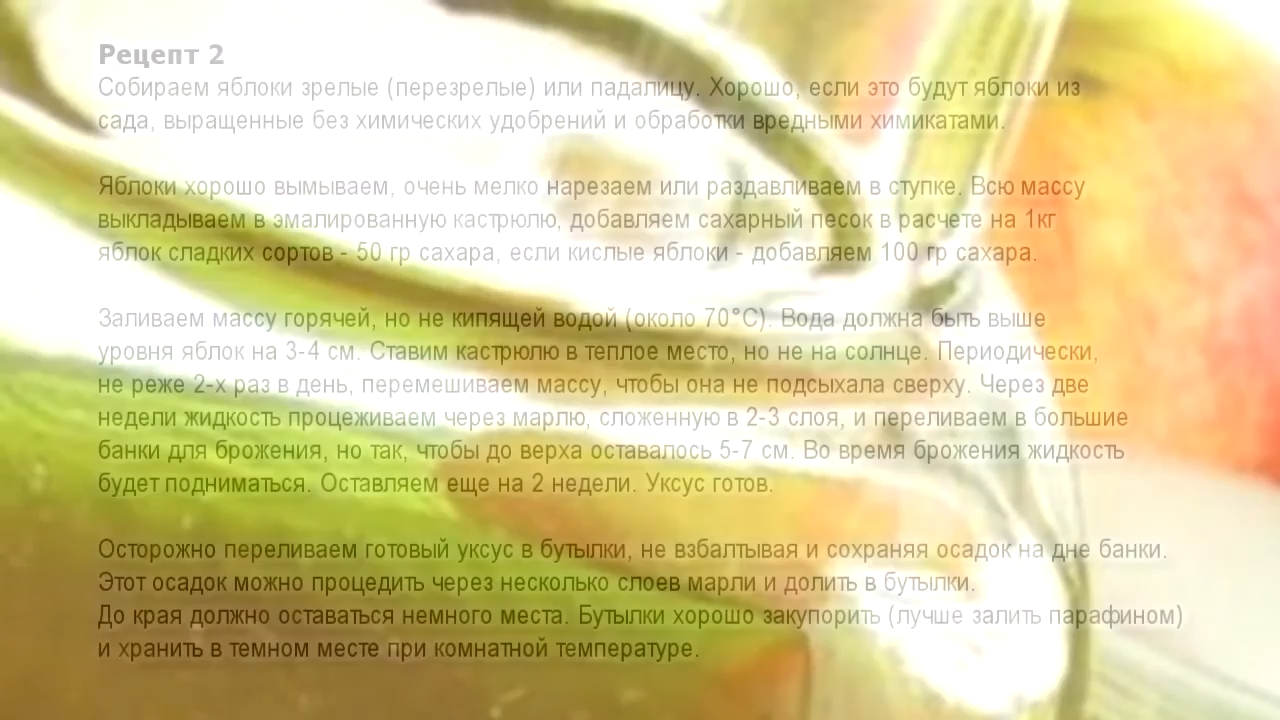 Рецепт 2
Собираем яблоки зрелые (перезрелые) или падалицу. Хорошо, если это будут яблоки из
сада, выращенные без химических удобрений и обработки вредными химикатами.
Яблоки хорошо вымываем, очень мелко нарезаем или раздавливаем в ступке. Всю массу
выкладываем в эмалированную кастрюлю, добавляем сахарный песок в расчете на 1кг
яблок сладких сортов - 50 гр сахара, если кислые яблоки - добавляем 100 гр сахара.
Заливаем массу горячей, но не кипящей водой (около 70°С). Вода должна быть выше
уровня яблок на 3-4 см. Ставим кастрюлю в теплое место, но не на солнце. Периодически,
не реже 2-х раз в день, перемешиваем массу, чтобы она не подсыхала сверху. Через две
недели жидкость процеживаем через марлю, сложенную в 2-3 слоя, и переливаем в большие
банки для брожения, но так, чтобы до верха оставалось 5-7 см. Во время брожения жидкость
будет подниматься. Оставляем еще на 2 недели. Уксус готов.
Осторожно переливаем готовый уксус в бутылки, не взбалтывая и сохраняя осадок на дне банки.
Этот осадок можно процедить через несколько слоев марли и долить в бутылки.
До края должно оставаться немного места. Бутылки хорошо закупорить (лучше залить парафином)
и хранить в темном месте при комнатной температуре.